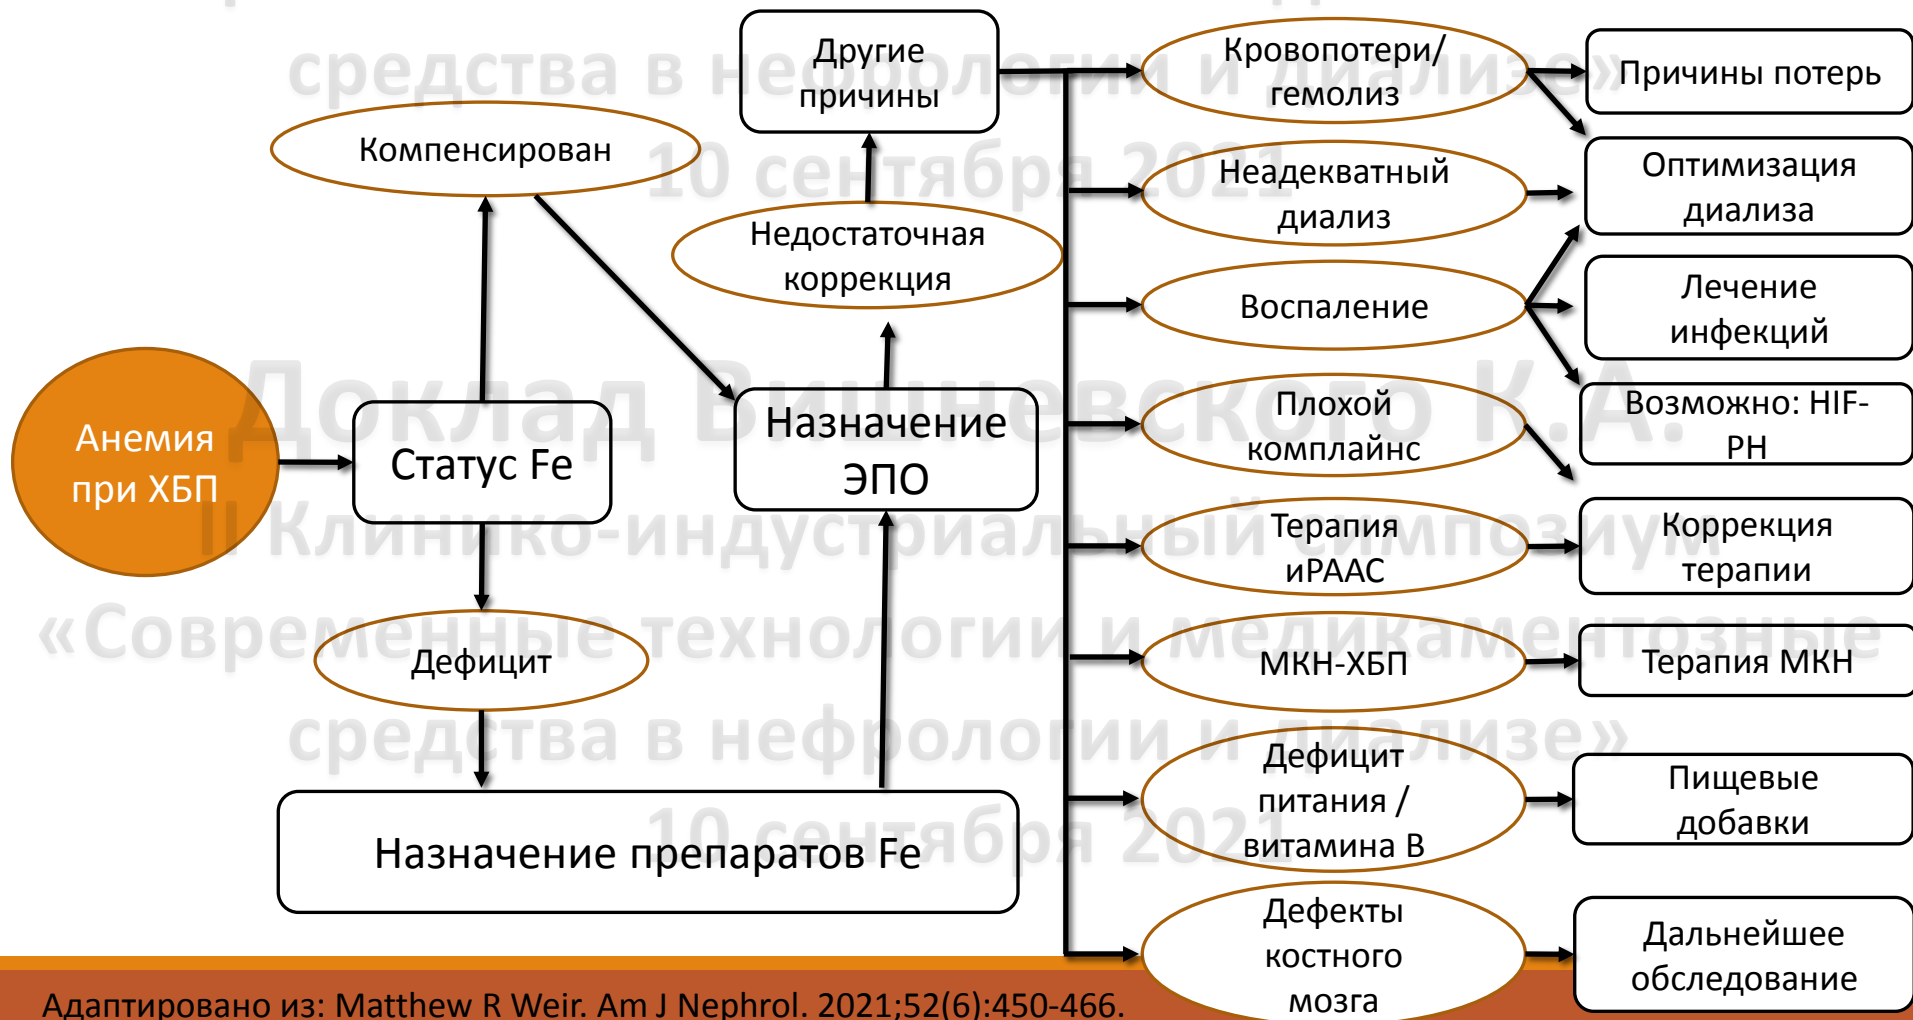 средства в нефрологии и диализе»
10 сентября 2021
Доклад Вишневского К.А.
II Клинико-индустриальный симпозиум
«Современные технологии и медикаментозные
средства в нефрологии и диализе»
10 сентября 2021
Анемия
при ХБП
Статус Fe
Компенсирован
Дефицит
Назначение препаратов Fe
Назначение
ЭПО
Недостаточная
коррекция
Другие
причины
Кровопотери/
гемолиз
Причины потерь
Неадекватный
диализ
Оптимизация
диализа
Воспаление
Лечение
инфекций
Возможно: HIF-
PH
Плохой
комплайнс
Терапия
иРААС
Коррекция
терапии
МКН-ХБП
Терапия МКН
Дефицит
питания /
витамина В
Пищевые
добавки
Дефекты
костного
мозга
Дальнейшее
обследование
Адаптировано из: Matthew R Weir. Am J Nephrol. 2021;52(6):450-466.